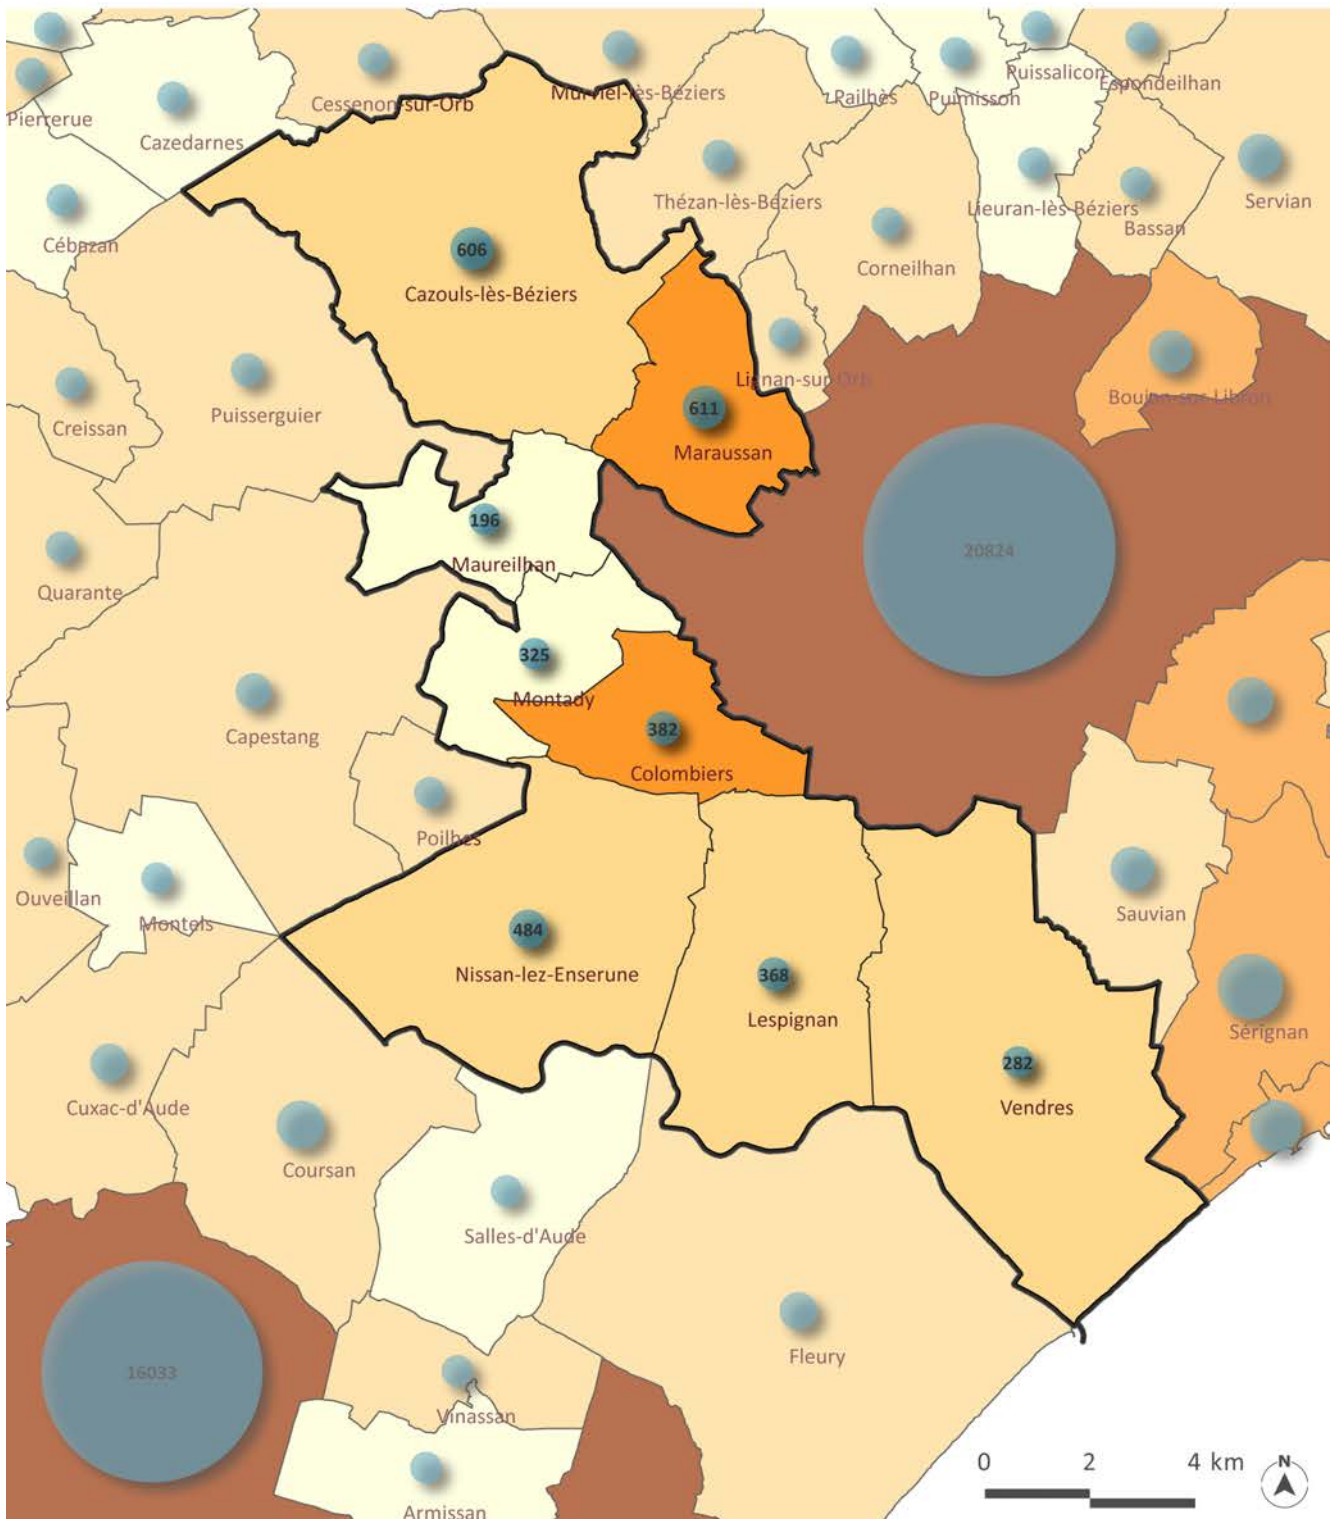 Puissalicon
Espondeilhan
Murviel-lès-Béziers
Pailhès
Puimisson
Cessenon-sur-Orb
Pierrerue
Cazedarnes
Thézan-lès-Béziers
Lieuran-lès-Béziers
Servian
Bassan
Cébazan
606
Corneilhan
Cazouls-lès-Béziers
Lignan-sur-Orb
Boujan-sur-Libron
611
Puisserguier
Creissan
Maraussan
196
20824
Maureilhan
Quarante
325
Montady
382
Capestang
Colombiers
Poilhes
Ouveillan
Sauvian
Montels
484
Nissan-lez-Enserune
368
Lespignan
Sérignan
282
Cuxac-d'Aude
Vendres
Coursan
Salles-d'Aude
Fleury
16033
Vinassan
0 2 4 km
N
Armissan